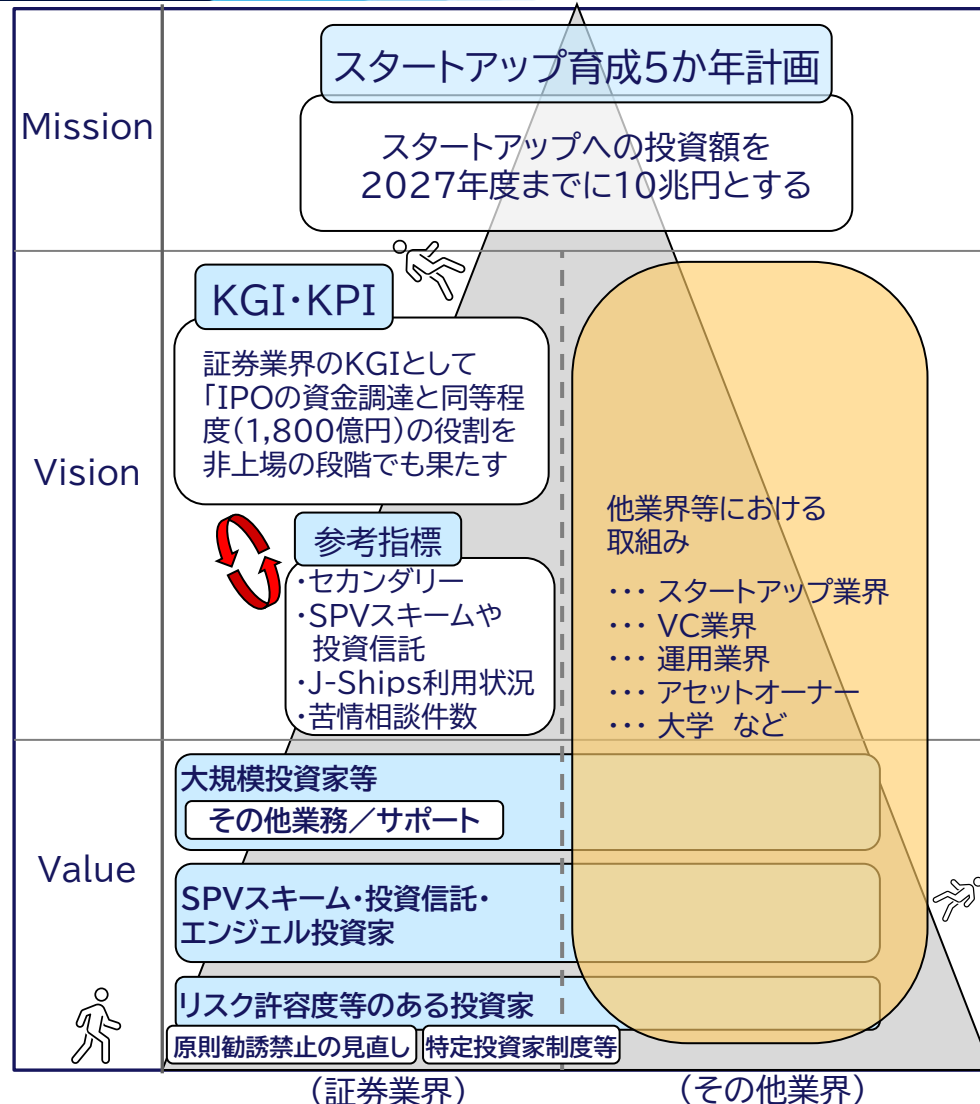 Mission
スタートアップ育成5か年計画
スタートアップへの投資額を
2027年度までに10兆円とする
Vision
KGI・KPI
証券業界のKGIとして
「IPOの資金調達と同等程
度(1,800億円)の役割を
非上場の段階でも果たす
参考指標
・セカンダリー
・SPVスキームや
投資信託
・J-Ships利用状況
・苦情相談件数
他業界等における
取組み
・・・ スタートアップ業界
・・・ VC業界
・・・ 運用業界
・・・ アセットオーナー
・・・ 大学 など
Value
大規模投資家等
その他業務／サポート
SPVスキーム・投資信託・
エンジェル投資家
リスク許容度等のある投資家
原則勧誘禁止の見直し
特定投資家制度等
(証券業界)
(その他業界)